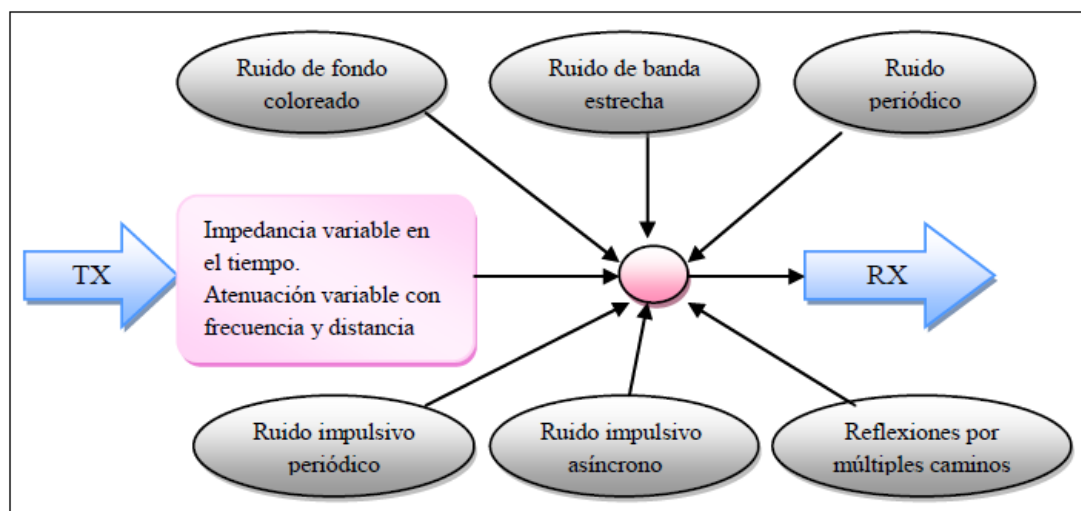 Ruido de fondo
coloreado
Ruido de banda
estrecha
Ruido
periódico
TX
Impedancia variable en
el tiempo.
Atenuación variable con
frecuencia y distancia
RX
Ruido impulsivo
periódico
Ruido impulsivo
asíncrono
Reflexiones por
múltiples caminos